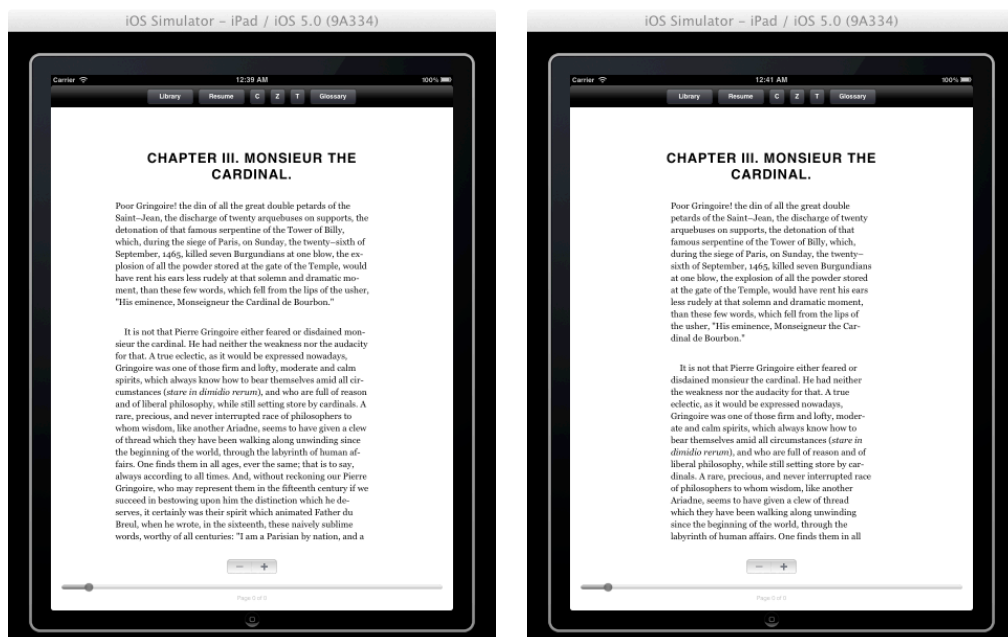 iOS Simulator – iPad / iOS 5.0 (9A334)
Carrier 12:39 AM 100%
Library Resume C Z T Glossary
CHAPTER III. MONSIEUR THE
CARDINAL.
Poor Gringoire! the din of all the great double petards of the
Saint–Jean, the discharge of twenty arquebuses on supports, the
detonation of that famous serpentine of the Tower of Billy,
which, during the siege of Paris, on Sunday, the twenty–sixth of
September, 1465, killed seven Burgundians at one blow, the ex-
plosion of all the powder stored at the gate of the Temple, would
have rent his ears less rudely at that solemn and dramatic mo-
ment, than these few words, which fell from the lips of the usher,
"His eminence, Monseigneur the Cardinal de Bourbon."
It is not that Pierre Gringoire either feared or disdained mon-
sieur the cardinal. He had neither the weakness nor the audacity
for that. A true eclectic, as it would be expressed nowadays,
Gringoire was one of those firm and lofty, moderate and calm
spirits, which always know how to bear themselves amid all cir-
cumstances (stare in dimidio rerum), and who are full of reason
and of liberal philosophy, while still setting store by cardinals. A
rare, precious, and never interrupted race of philosophers to
whom wisdom, like another Ariadne, seems to have given a clew
of thread which they have been walking along unwinding since
the beginning of the world, through the labyrinth of human af-
fairs. One finds them in all ages, ever the same; that is to say,
always according to all times. And, without reckoning our Pierre
Gringoire, who may represent them in the fifteenth century if we
succeed in bestowing upon him the distinction which he de-
serves, it certainly was their spirit which animated Father du
Breul, when he wrote, in the sixteenth, these naively sublime
words, worthy of all centuries: "I am a Parisian by nation, and a
− +
Page 0 of 0
iOS Simulator – iPad / iOS 5.0 (9A334)
Carrier 12:41 AM 100%
Library Resume C Z T Glossary
CHAPTER III. MONSIEUR THE
CARDINAL.
Poor Gringoire! the din of all the great double
petards of the Saint–Jean, the discharge of twenty
arquebuses on supports, the detonation of that
famous serpentine of the Tower of Billy, which,
during the siege of Paris, on Sunday, the twenty–
sixth of September, 1465, killed seven Burgundians
at one blow, the explosion of all the powder stored
at the gate of the Temple, would have rent his ears
less rudely at that solemn and dramatic moment,
than these few words, which fell from the lips of
the usher, "His eminence, Monseigneur the Car-
dinal de Bourbon."
It is not that Pierre Gringoire either feared or
disdained monsieur the cardinal. He had neither
the weakness nor the audacity for that. A true
eclectic, as it would be expressed nowadays,
Gringoire was one of those firm and lofty, moder-
ate and calm spirits, which always know how to
bear themselves amid all circumstances (stare in
dimidio rerum), and who are full of reason and of
liberal philosophy, while still setting store by car-
dinals. A rare, precious, and never interrupted race
of philosophers to whom wisdom, like another
Ariadne, seems to have given a clew of thread
which they have been walking along unwinding
since the beginning of the world, through the
labyrinth of human affairs. One finds them in all
− +
Page 0 of 0